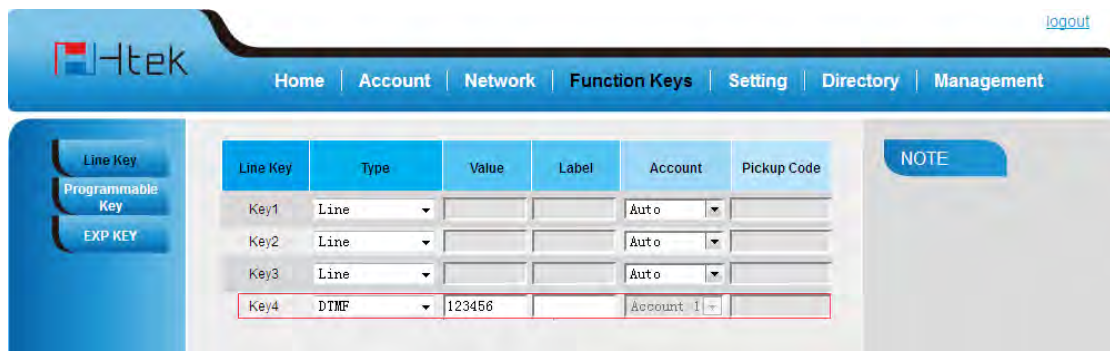 logout
Htek
Home | Account | Network | Function Keys | Setting | Directory | Management
Line Key
Programmable Key
EXP KEY
Line Key Type Value Label Account Pickup Code
Key1 Line Auto
Key2 Line Auto
Key3 Line Auto
Key4 DTMF 123456 Account 1
NOTE